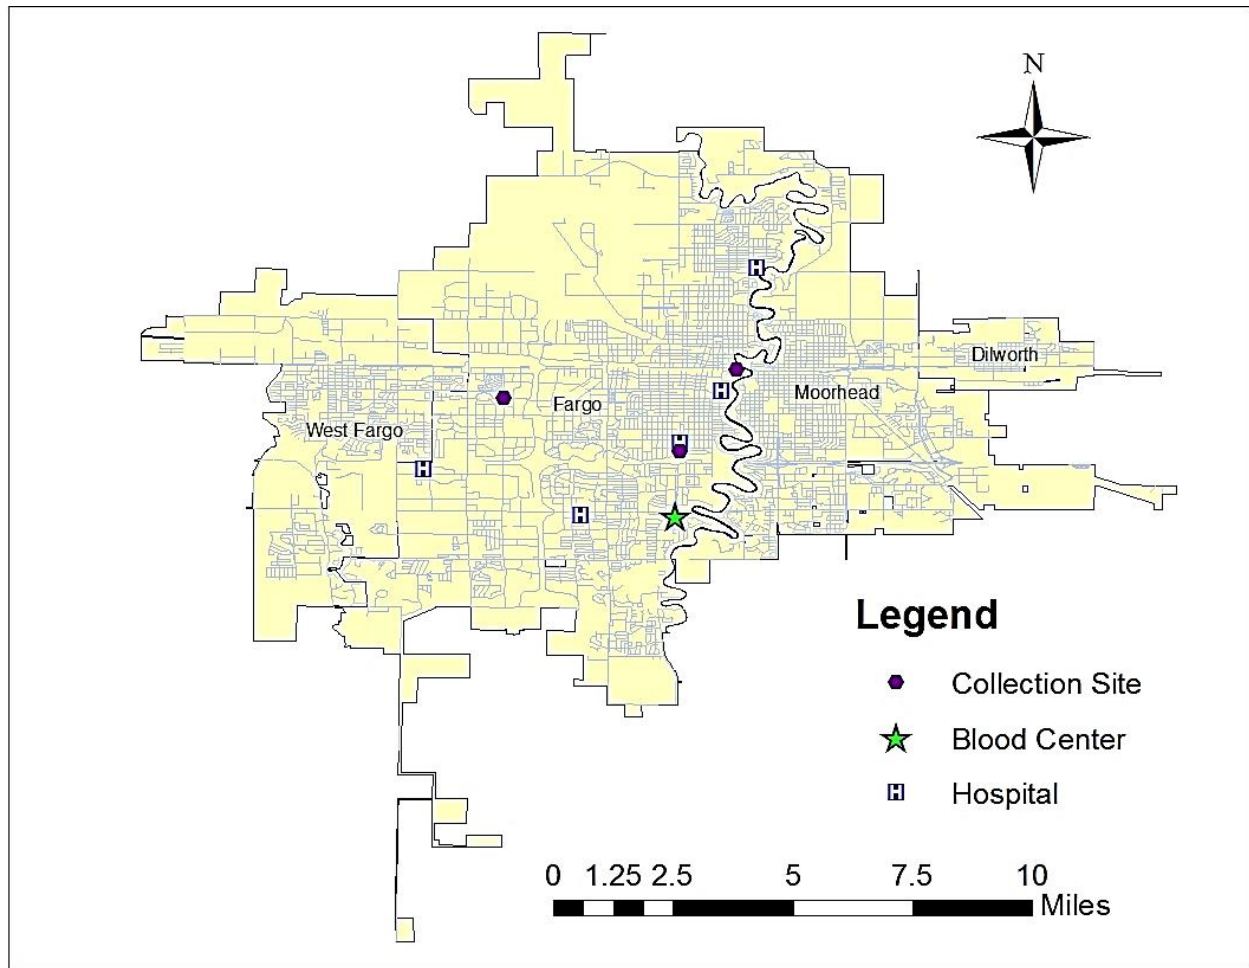 N
Dilworth
Moorhead
Fargo
West Fargo
H
H
H
H
H
Legend
Collection Site
Blood Center
H Hospital
0 1.25 2.5 5 7.5 10
Miles